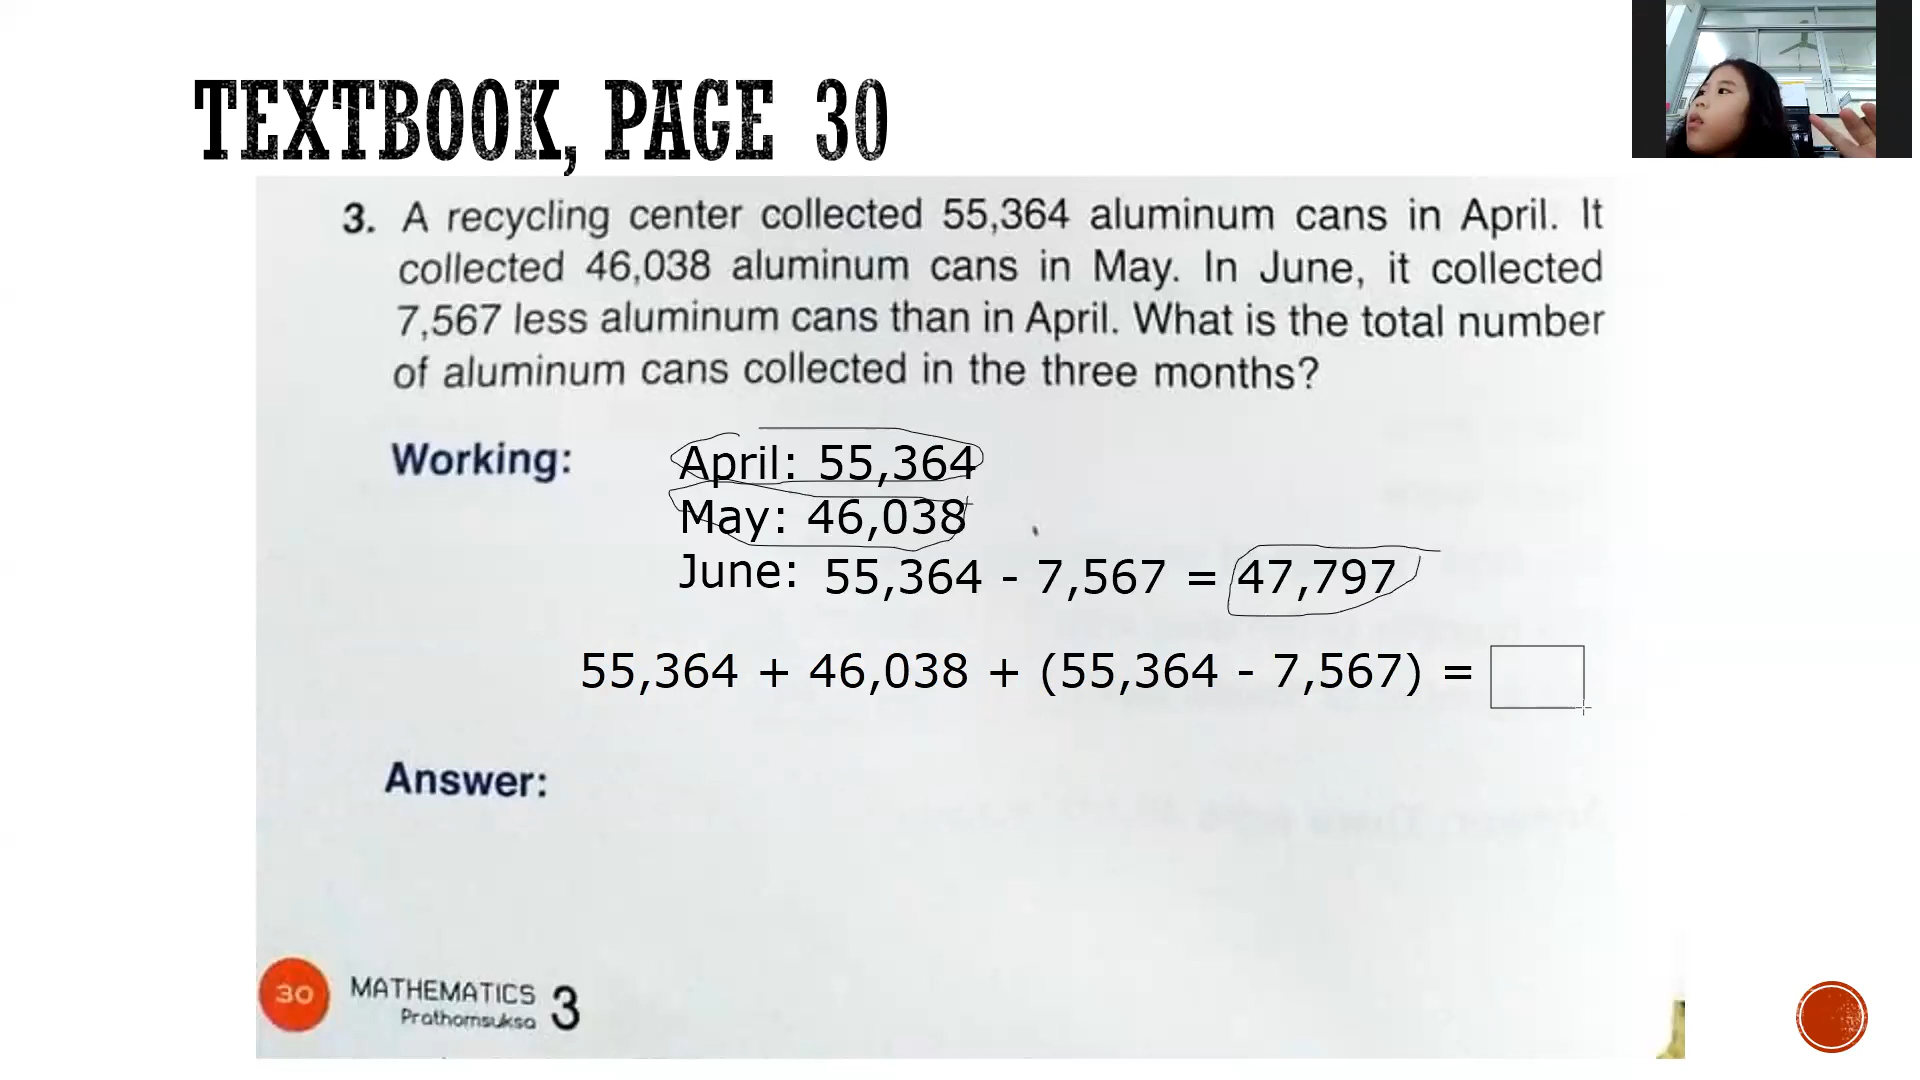 TEXTBOOK, PAGE 30
3. A recycling center collected 55,364 aluminum cans in April. It
collected 46,038 aluminum cans in May. In June, it collected
7,567 less aluminum cans than in April. What is the total number
of aluminum cans collected in the three months?
Working:
April: 55,364
May: 46,038
June: 55,364 - 7,567 = 47,797
55,364 + 46,038 + (55,364 - 7,567) =
Answer:
30 MATHEMATICS 3
Prathomsuksa